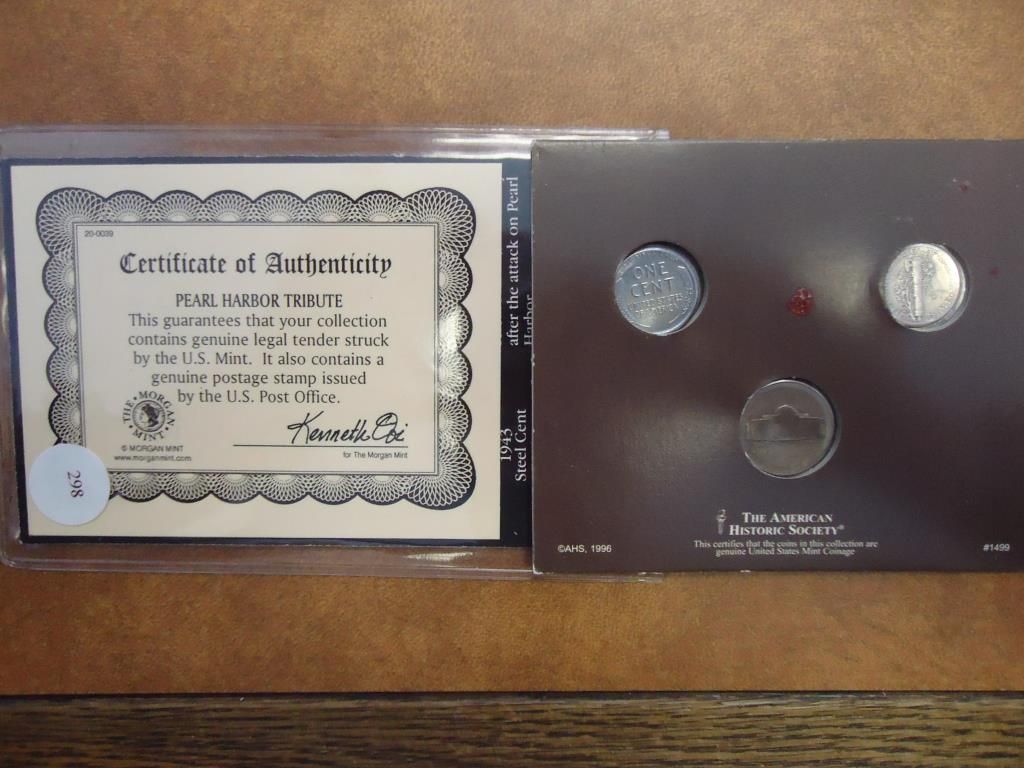 20-0039
Certificate of Authenticity
PEARL HARBOR TRIBUTE
This guarantees that your collection
contains genuine legal tender struck
by the U.S. Mint. It also contains a
genuine postage stamp issued
by the U.S. Post Office.
THE MORGAN MINT
© MORGAN MINT
www.morganmint.com
for The Morgan Mint
298
after the attack on Pearl
Harbor
1943
Steel Cent
ONE
CENT
UNITED STATES
OF AMERICA
THE AMERICAN
HISTORIC SOCIETY®
This certifies that the coins in this collection are
genuine United States Mint Coinage
©AHS, 1996
#1499